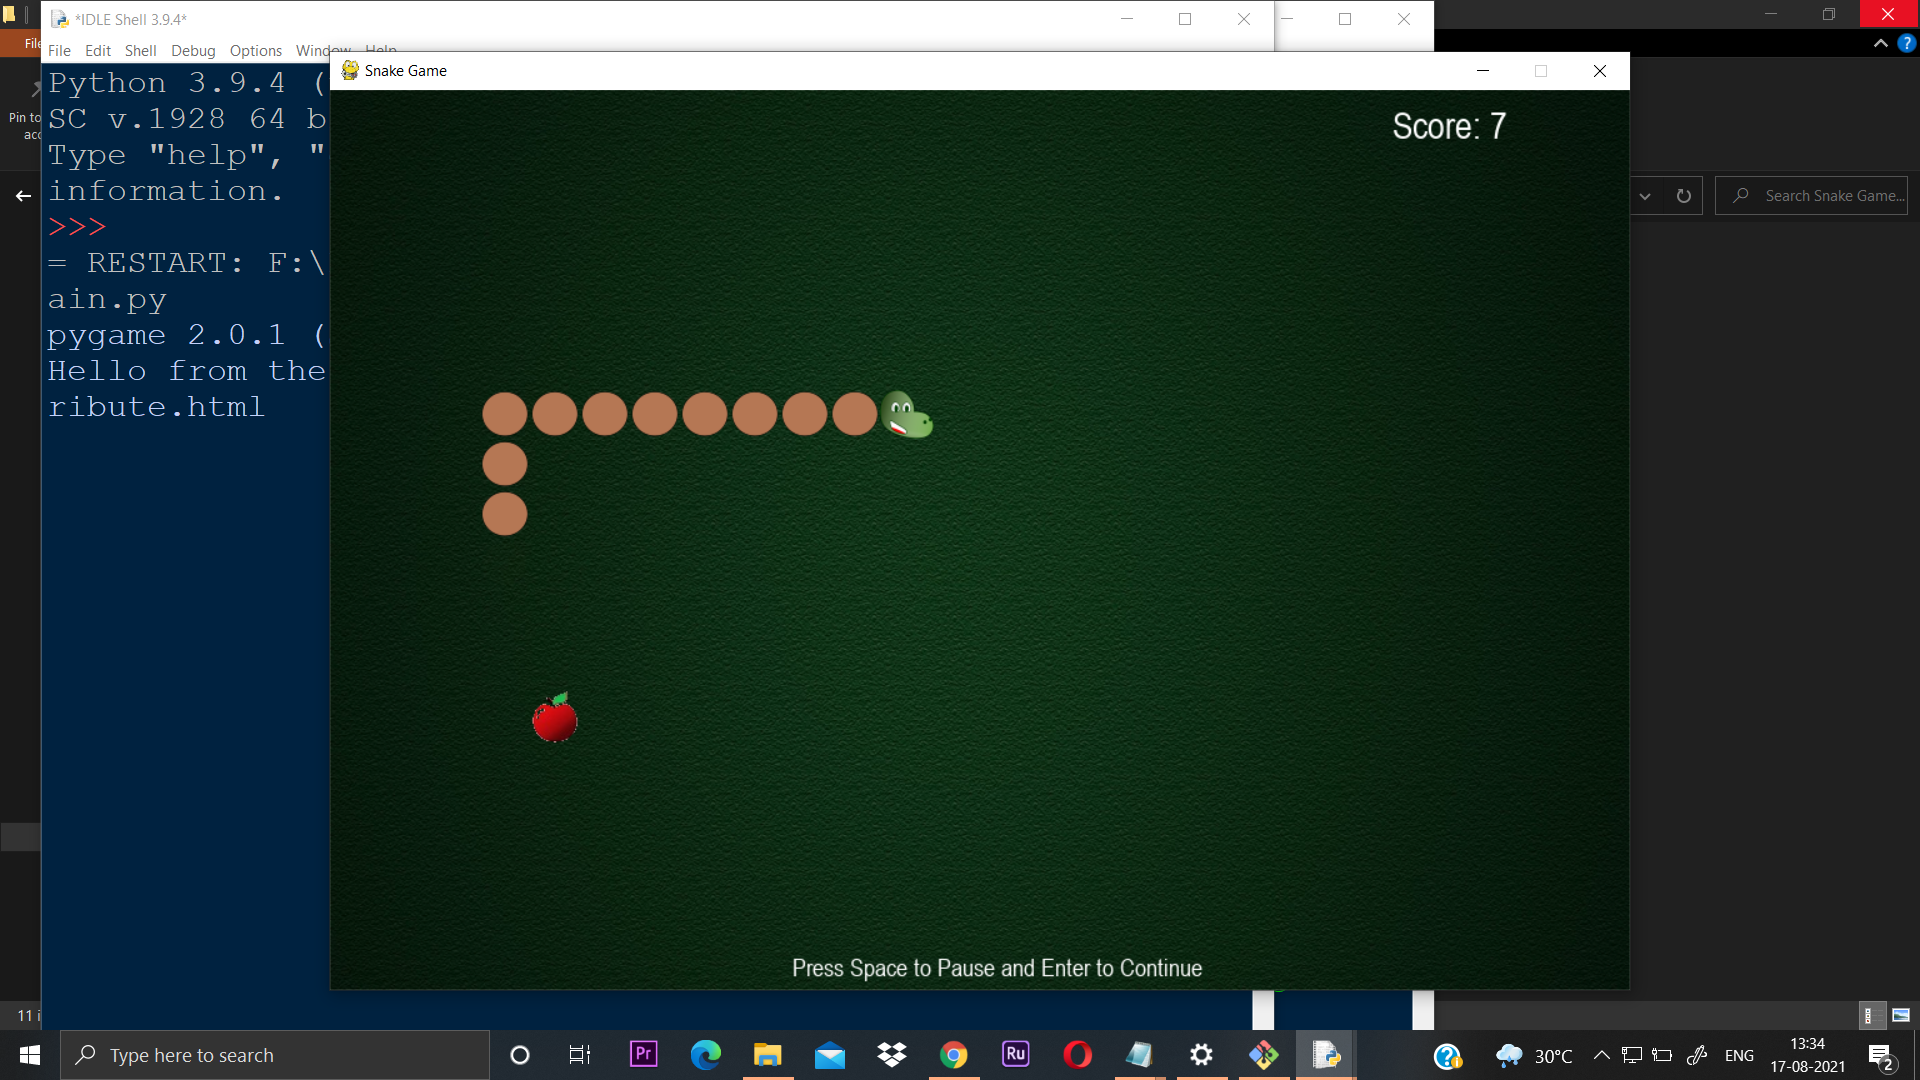 *IDLE Shell 3.9.4*
File Edit Shell Debug Options Window Help
Python 3.9.4 (
SC v.1928 64 b
Type "help", "
information.
>>>
= RESTART: F:\
ain.py
pygame 2.0.1 (
Hello from the
ribute.html
File
Pin to
acc
Snake Game
Score: 7
Press Space to Pause and Enter to Continue
Search Snake Game...
?
11 i
Type here to search
Pr
Ru
30°C
ENG
13:34
17-08-2021
2